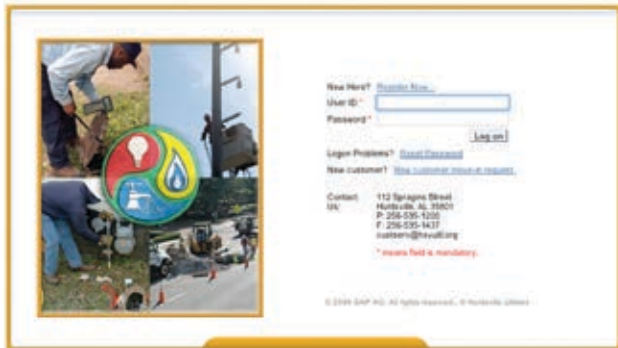 New Here? Register Now...
User ID *
Password *
Log on
Logon Problems? Reset Password
New customer? New customer move-in request
Contact Us: 112 Spragins Street
Huntsville, AL 35801
P: 256-535-1200
F: 256-535-1437
custserv@hsvutil.org
* means field is mandatory.
SAP AG. All rights reserved. © Huntsville Utilities